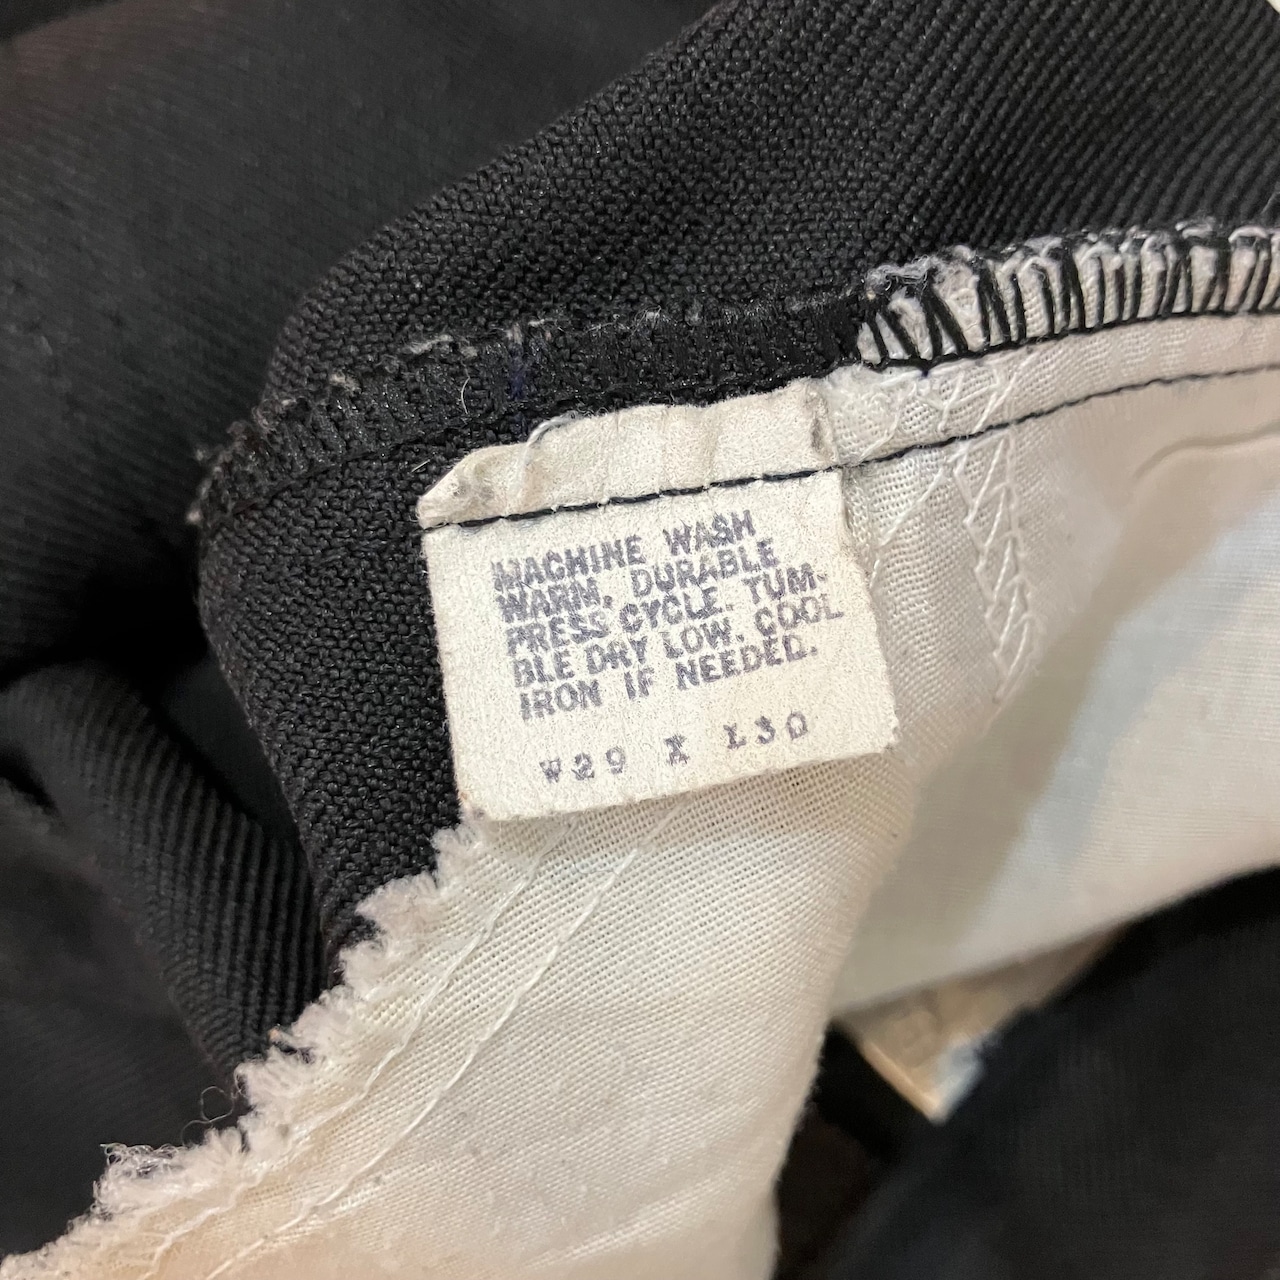 MACHINE WASH
WARM, DURABLE
PRESS CYCLE. TUM-
BLE DRY LOW. COOL
IRON IF NEEDED.
W29 X L30